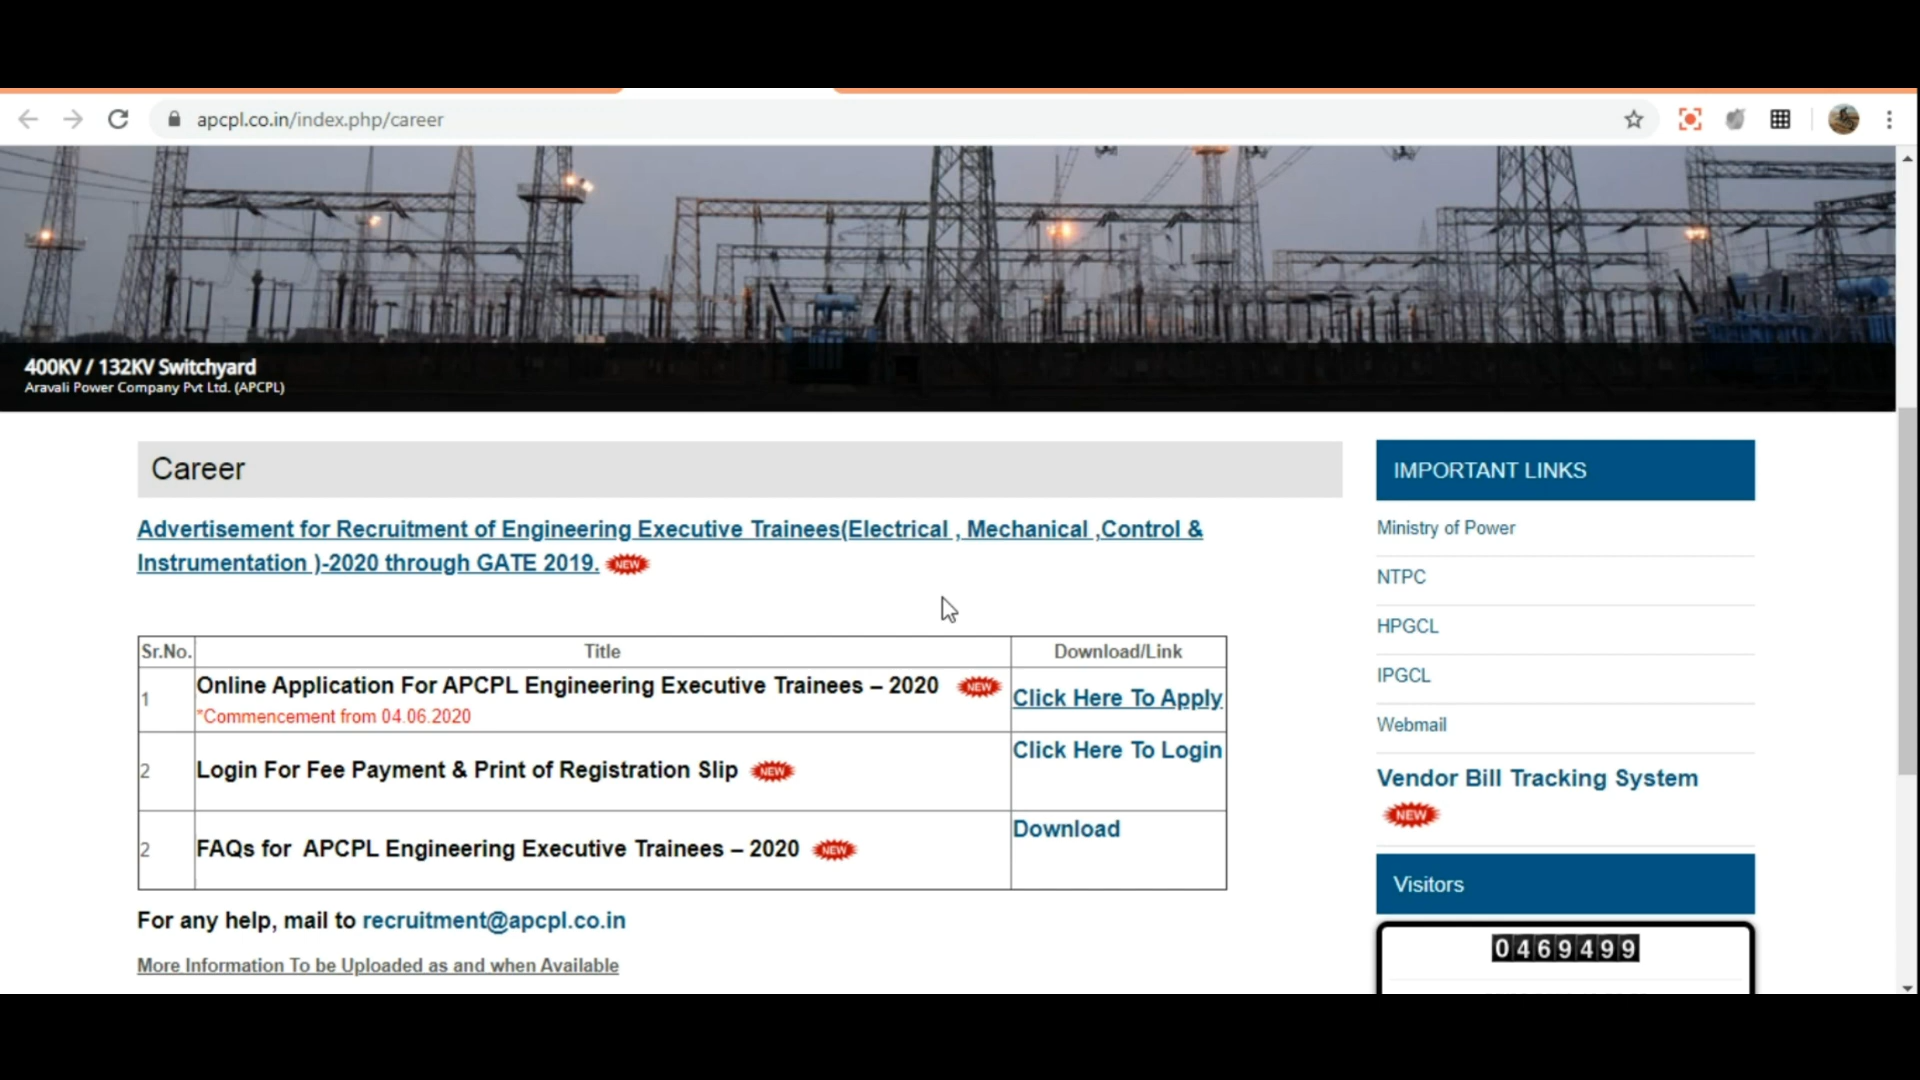 apcpl.co.in/index.php/career
400KV / 132KV Switchyard
Aravali Power Company Pvt Ltd. (APCPL)
Career
Advertisement for Recruitment of Engineering Executive Trainees(Electrical , Mechanical ,Control &
Instrumentation )-2020 through GATE 2019. NEW
Sr.No. Title Download/Link
1 Online Application For APCPL Engineering Executive Trainees – 2020 NEW Click Here To Apply
*Commencement from 04.06.2020
2 Login For Fee Payment & Print of Registration Slip NEW Click Here To Login
2 FAQs for APCPL Engineering Executive Trainees – 2020 NEW Download
For any help, mail to recruitment@apcpl.co.in
More Information To be Uploaded as and when Available
IMPORTANT LINKS
Ministry of Power
NTPC
HPGCL
IPGCL
Webmail
Vendor Bill Tracking System
NEW
Visitors
0469499